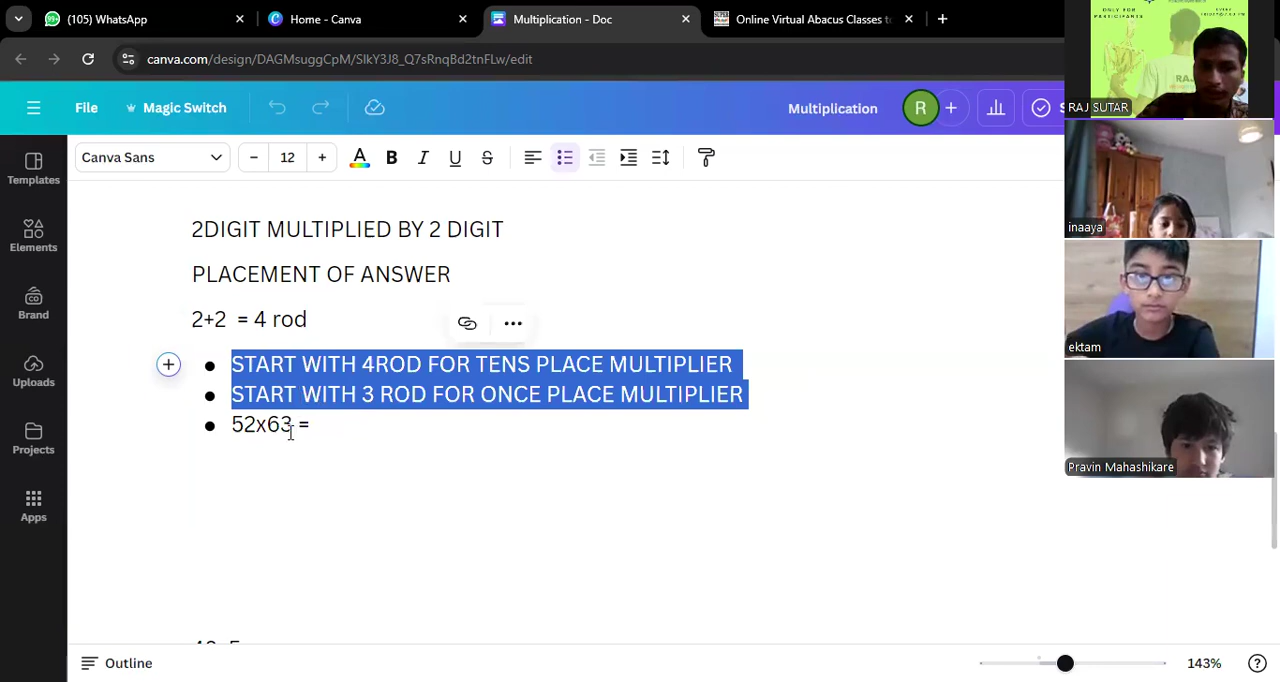 (105) WhatsApp
Home - Canva
Multiplication - Doc
Online Virtual Abacus Classes t
canva.com/design/DAGMsuggCpM/SlkY3J8_Q7sRnqBd2tnFLw/edit
File
Magic Switch
Multiplication
R
Canva Sans
12
A
B
I
U
S
Templates
Elements
Brand
Uploads
Projects
Apps
2DIGIT MULTIPLIED BY 2 DIGIT
PLACEMENT OF ANSWER
2+2 = 4 rod
START WITH 4ROD FOR TENS PLACE MULTIPLIER
START WITH 3 ROD FOR ONCE PLACE MULTIPLIER
52x63 =
Outline
143%
ONLY FOR
PARTICIPANTS
RAJ SUTAR
inaaya
ektam
Pravin Mahashikare